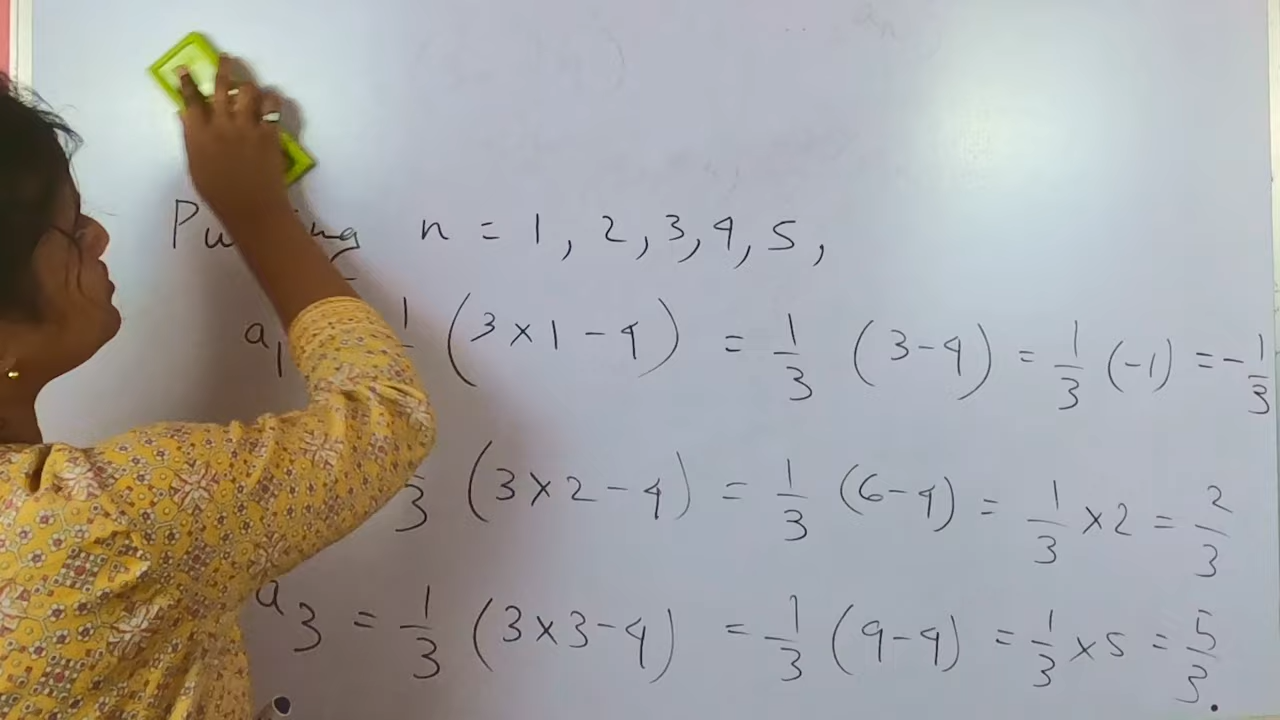 n = 1, 2, 3, 4, 5,
a₁ 1/ (3 × 1 - 4) = 1/3 (3 - 4) = 1/3 (-1) = -1/3
3 (3 × 2 - 4) = 1/3 (6 - 4) = 1/3 × 2 = 2/3
a₃ = 1/3 (3 × 3 - 4) = 1/3 (9 - 4) = 1/3 × 5 = 5/3.